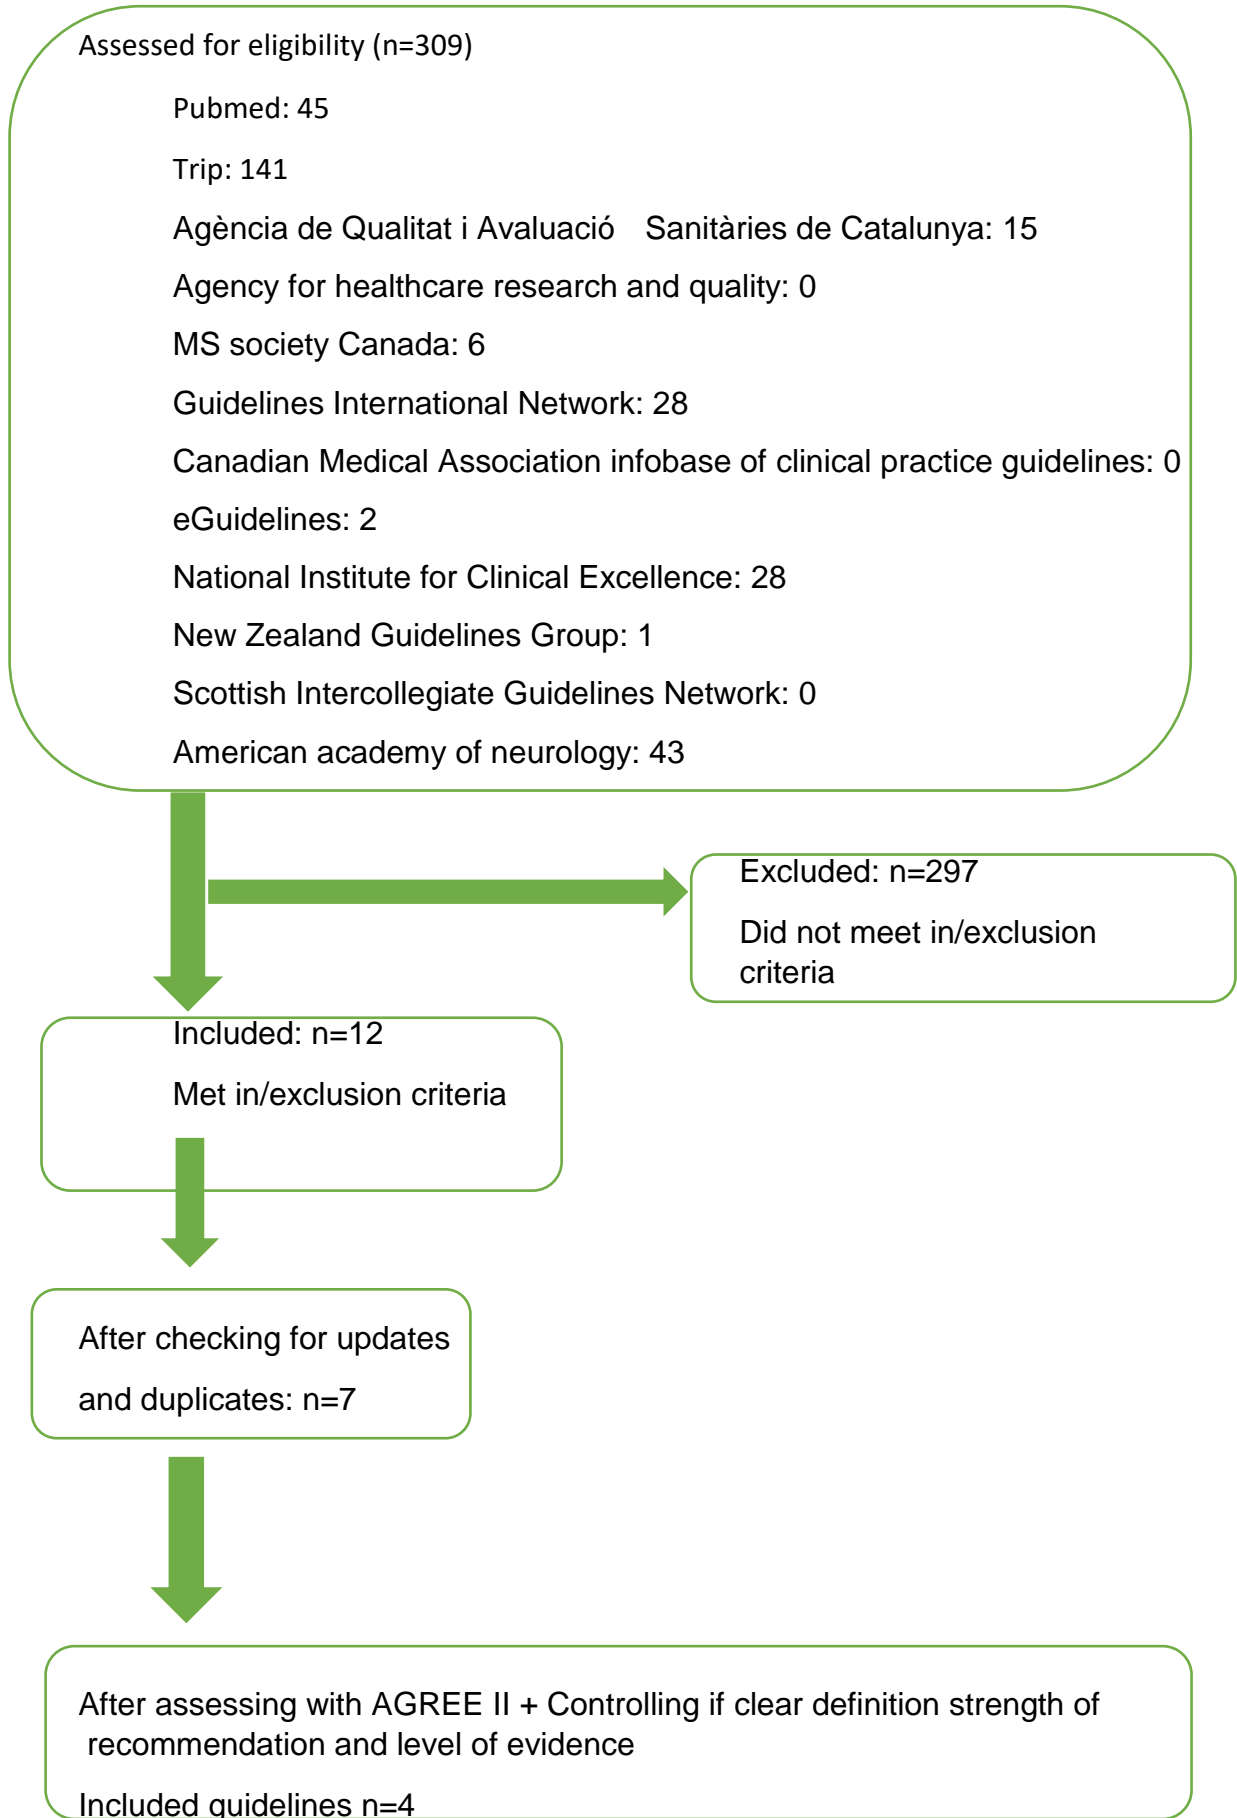 Assessed for eligibility (n=309)
Pubmed: 45
Trip: 141
Agència de Qualitat i Avaluació Sanitàries de Catalunya: 15
Agency for healthcare research and quality: 0
MS society Canada: 6
Guidelines International Network: 28
Canadian Medical Association infobase of clinical practice guidelines: 0
eGuidelines: 2
National Institute for Clinical Excellence: 28
New Zealand Guidelines Group: 1
Scottish Intercollegiate Guidelines Network: 0
American academy of neurology: 43
Excluded: n=297
Did not meet in/exclusion
criteria
Included: n=12
Met in/exclusion criteria
After checking for updates
and duplicates: n=7
After assessing with AGREE II + Controlling if clear definition strength of
recommendation and level of evidence
Included guidelines n=4